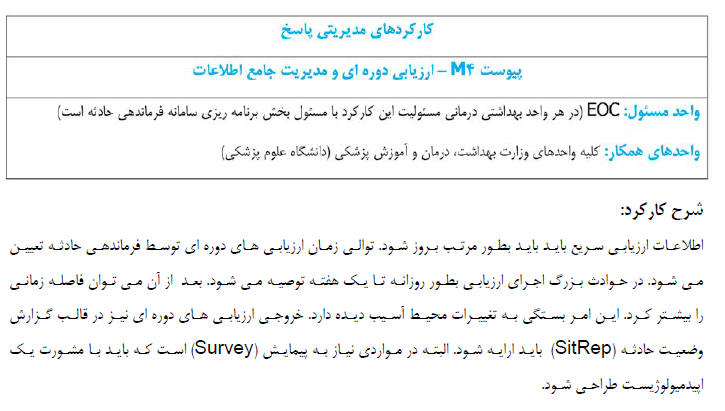 کارکردهای مدیریتی پاسخ
پیوست M۴ – ارزیابی دوره ای و مدیریت جامع اطلاعات
واحد مسئول: EOC (در هر واحد بهداشتی درمانی مسئولیت این کارکرد با مسئول بخش برنامه ریزی سامانه فرماندهی حادثه است)
واحدهای همکار: کلیه واحدهای وزارت بهداشت، درمان و آموزش پزشکی (دانشگاه علوم پزشکی)
شرح کارکرد:
اطلاعات ارزیابی سریع باید باید بطور مرتب بروز شود. توالی زمان ارزیابی های دوره ای توسط فرماندهی حادثه تعیین
می شود. در حوادث بزرگ اجرای ارزیابی بطور روزانه تا یک هفته توصیه می شود. بعد از آن می توان فاصله زمانی
را بیشتر کرد. این امر بستگی به تغییرات محیط آسیب دیده دارد. خروجی ارزیابی های دوره ای نیز در قالب گزارش
وضعیت حادثه (SitRep) باید ارایه شود. البته در مواردی نیاز به پیمایش (Survey) است که باید با مشورت یک
اپیدمیولوژیست طراحی شود.